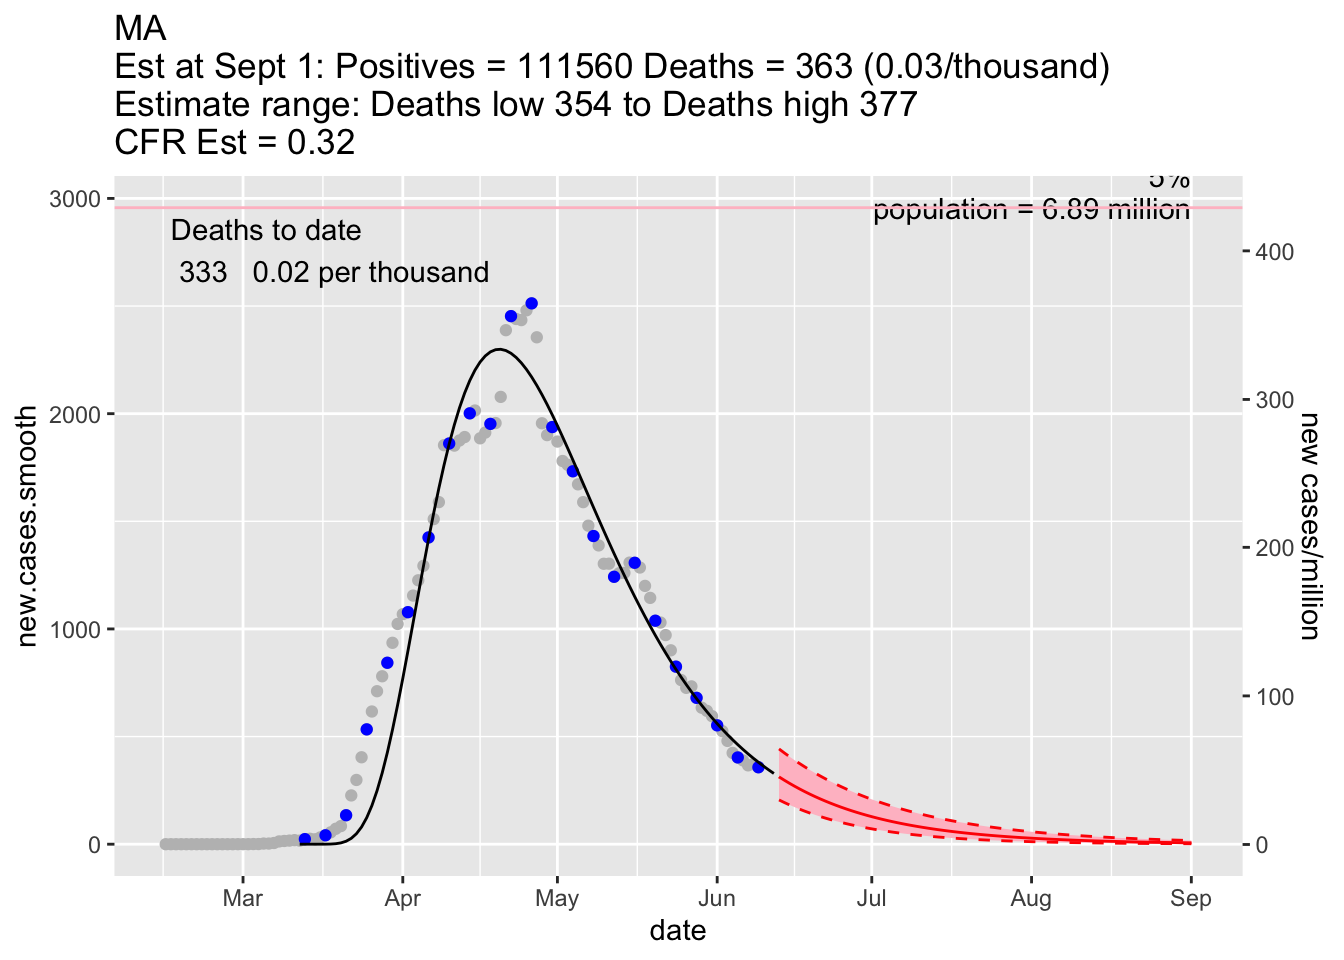 MA
Est at Sept 1: Positives = 111560 Deaths = 363 (0.03/thousand)
Estimate range: Deaths low 354 to Deaths high 377
CFR Est = 0.32
5%
population = 6.89 million
Deaths to date
333 0.02 per thousand
3000
2000
1000
0
new.cases.smooth
400
300
200
100
0
new cases/million
Mar Apr May Jun Jul Aug Sep
date